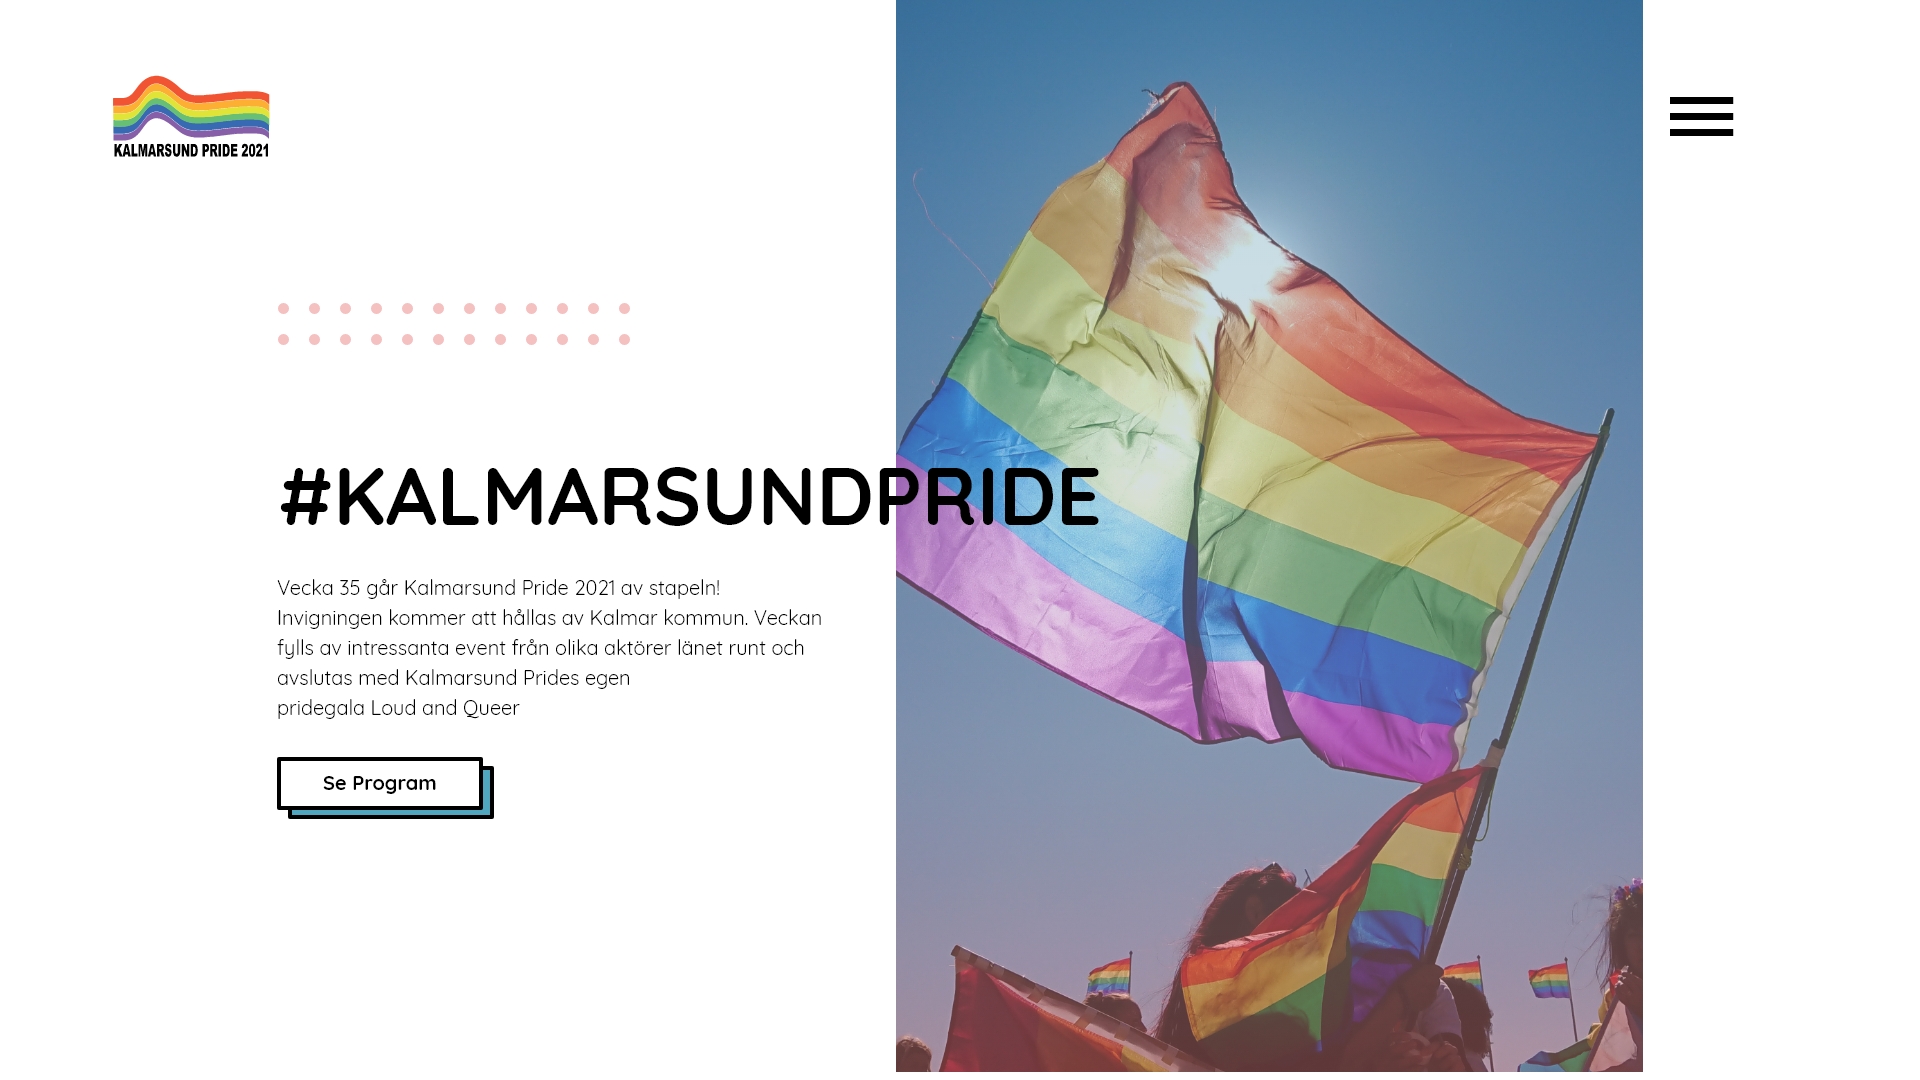 KALMARSUND PRIDE 2021
#KALMARSUNDPRIDE
Vecka 35 går Kalmarsund Pride 2021 av stapeln!
Invigningen kommer att hållas av Kalmar kommun. Veckan
fylls av intressanta event från olika aktörer länet runt och
avslutas med Kalmarsund Prides egen
pridegala Loud and Queer
Se Program